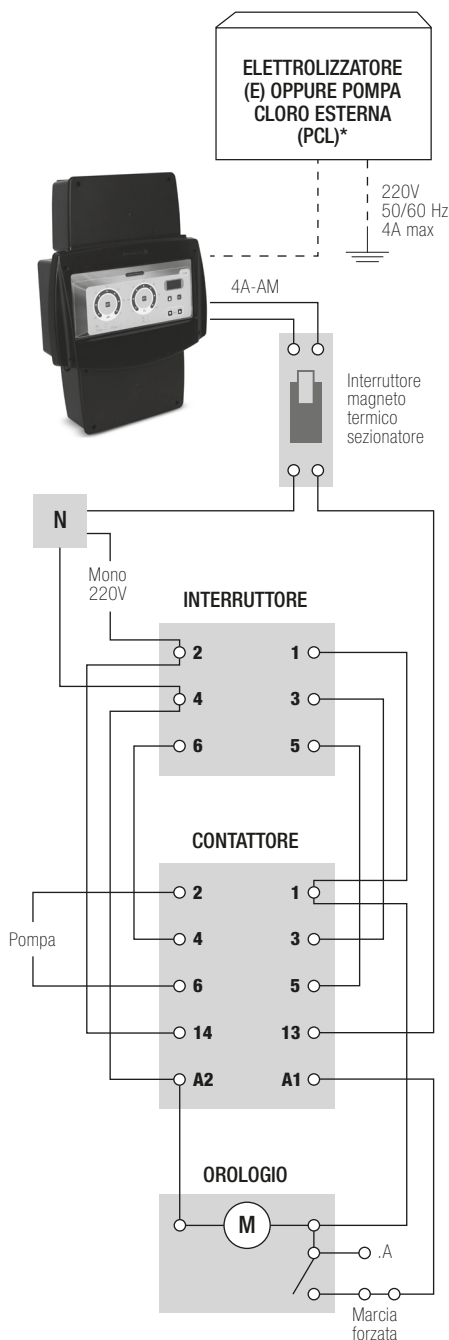 ELETTROLIZZATORE
(E) OPPURE POMPA
CLORO ESTERNA
(PCL)*
220V
50/60 Hz
4A max
4A-AM
Interruttore
magneto
termico
sezionatore
N
Mono
220V
INTERRUTTORE
2 1
4 3
6 5
CONTATTORE
2 1
Pompa
4 3
6 5
14 13
A2 A1
OROLOGIO
M
.A
Marcia
forzata